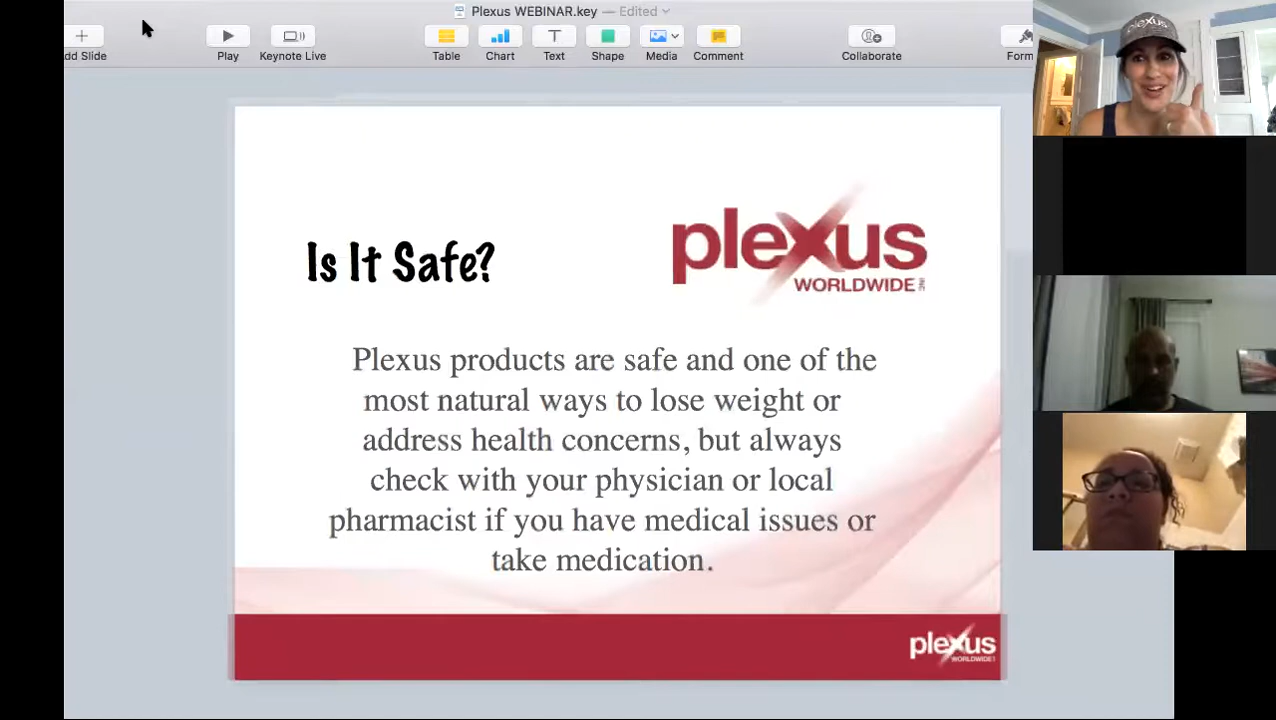 Plexus WEBINAR.key — Edited
dd Slide
Play
Keynote Live
Table
Chart
Text
Shape
Media
Comment
Collaborate
Form
plexus
Is It Safe?
plexus
WORLDWIDE INC
Plexus products are safe and one of the
most natural ways to lose weight or
address health concerns, but always
check with your physician or local
pharmacist if you have medical issues or
take medication.
plexus
WORLDWIDE